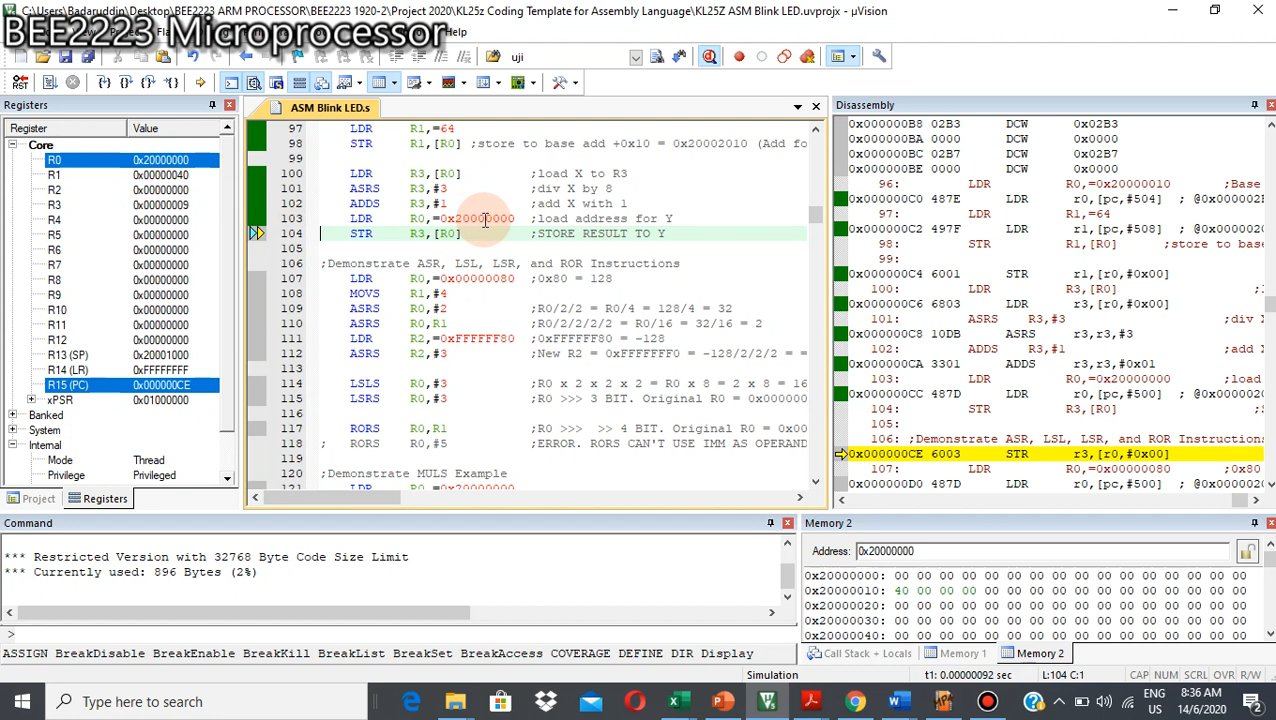 C:\Users\Badaruddin\Desktop\BEE2223 ARM PROCESSOR\BEE2223 1920-2\Project 2020\KL25z Coding Template for Assembly Language\KL25Z ASM Blink LED.uvprojx - µVision
BEE2223 Microprocessor
Help
uji
Registers
Register Value
Core
R0 0x20000000
R1 0x00000040
R2 0x00000000
R3 0x00000009
R4 0x00000000
R5 0x00000000
R6 0x00000000
R7 0x00000000
R8 0x00000000
R9 0x00000000
R10 0x00000000
R11 0x00000000
R12 0x00000000
R13 (SP) 0x20001000
R14 (LR) 0xFFFFFFFF
R15 (PC) 0x000000CE
xPSR 0x01000000
Banked
System
Internal
Mode Thread
Privilege Privileged
Project
Registers
ASM Blink LED.s
97 LDR R1,=64
98 STR R1,[R0] ;store to base add +0x10 = 0x20002010 (Add fo
99
100 LDR R3,[R0] ;load X to R3
101 ASRS R3,#3 ;div X by 8
102 ADDS R3,#1 ;add X with 1
103 LDR R0,=0x20000000 ;load address for Y
104 STR R3,[R0] ;STORE RESULT TO Y
105
106 ;Demonstrate ASR, LSL, LSR, and ROR Instructions
107 LDR R0,=0x00000080 ;0x80 = 128
108 MOVS R1,#4
109 ASRS R0,#2 ;R0/2/2 = R0/4 = 128/4 = 32
110 ASRS R0,R1 ;R0/2/2/2/2 = R0/16 = 32/16 = 2
111 LDR R2,=0xFFFFFF80 ;0xFFFFFF80 = -128
112 ASRS R2,#3 ;New R2 = 0xFFFFFFF0 = -128/2/2/2 =
113
114 LSLS R0,#3 ;R0 x 2 x 2 x 2 = R0 x 8 = 2 x 8 = 16
115 LSRS R0,#3 ;R0 >>> 3 BIT. Original R0 = 0x000
116
117 RORS R0,R1 ;R0 >>> >> 4 BIT. Original R0 = 0x00
118 ; RORS R0,#5 ;ERROR. RORS CAN'T USE IMM AS OPERAND
119
120 ;Demonstrate MULS Example
121 LDR R0,=0x20000000
Disassembly
0x000000B8 02B3 DCW 0x02B3
0x000000BA 0000 DCW 0x0000
0x000000BC 02B7 DCW 0x02B7
0x000000BE 0000 DCW 0x0000
96: LDR R0,=0x20000010 ;Base
0x000000C0 487E LDR r0,[pc,#504] ; @0x000002
97: LDR R1,=64
0x000000C2 497F LDR r1,[pc,#508] ; @0x000002
98: STR R1,[R0] ;store to base
0x000000C4 6001 STR r1,[r0,#0x00]
100: LDR R3,[R0] ;load
0x000000C6 6803 LDR r3,[r0,#0x00]
101: ASRS R3,#3 ;div X
0x000000C8 10DB ASRS r3,r3,#3
102: ADDS R3,#1 ;add X
0x000000CA 3301 ADDS r3,r3,#0x01
103: LDR R0,=0x20000000 ;load
0x000000CC 487D LDR r0,[pc,#500] ; @0x000002
104: STR R3,[R0] ;STOR
105:
106: ;Demonstrate ASR, LSL, LSR, and ROR Instructions
0x000000CE 6003 STR r3,[r0,#0x00]
107: LDR R0,=0x00000080 ;0x80
0x000000D0 487D LDR r0,[pc,#500] ; @0x000002
Command
*** Restricted Version with 32768 Byte Code Size Limit
*** Currently used: 896 Bytes (2%)
>
ASSIGN BreakDisable BreakEnable BreakKill BreakList BreakSet BreakAccess COVERAGE DEFINE DIR Display
Memory 2
Address: 0x20000000
0x20000000: 00 00 00 00 00 00 00 00 00 00 00 00 00 00 00 00
0x20000010: 40 00 00 00 00 00 00 00 00 00 00 00 00 00 00 00
0x20000020: 00 00 00 00 00 00 00 00 00 00 00 00 00 00 00 00
0x20000030: 00 00 00 00 00 00 00 00 00 00 00 00 00 00 00 00
0x20000040: 00 00 00 00 00 00 00 00 00 00 00 00 00 00 00 00
Call Stack + Locals
Memory 1
Memory 2
Simulation t1: 0.00000092 sec L:104 C:1 CAP NUM SCRL OVR R/W
Type here to search
ENG
US
8:36 AM
14/6/2020
2